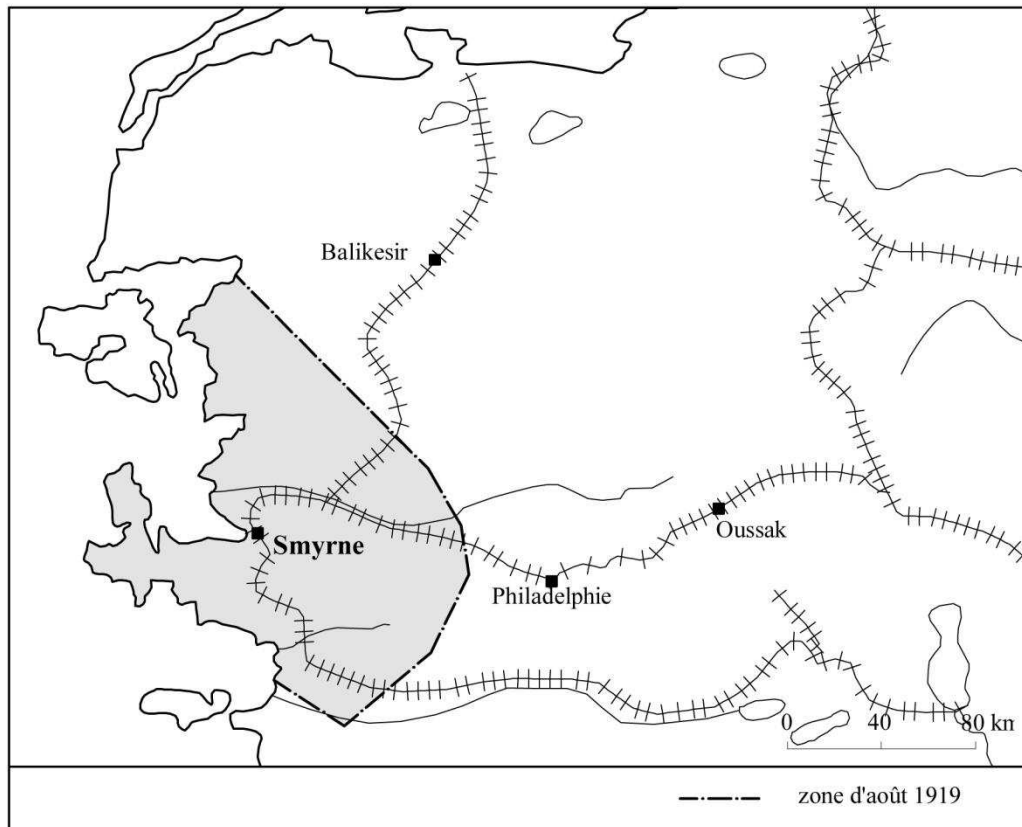 Balikesir
Smyrne
Oussak
Philadelphie
0 40 80 km
zone d'août 1919